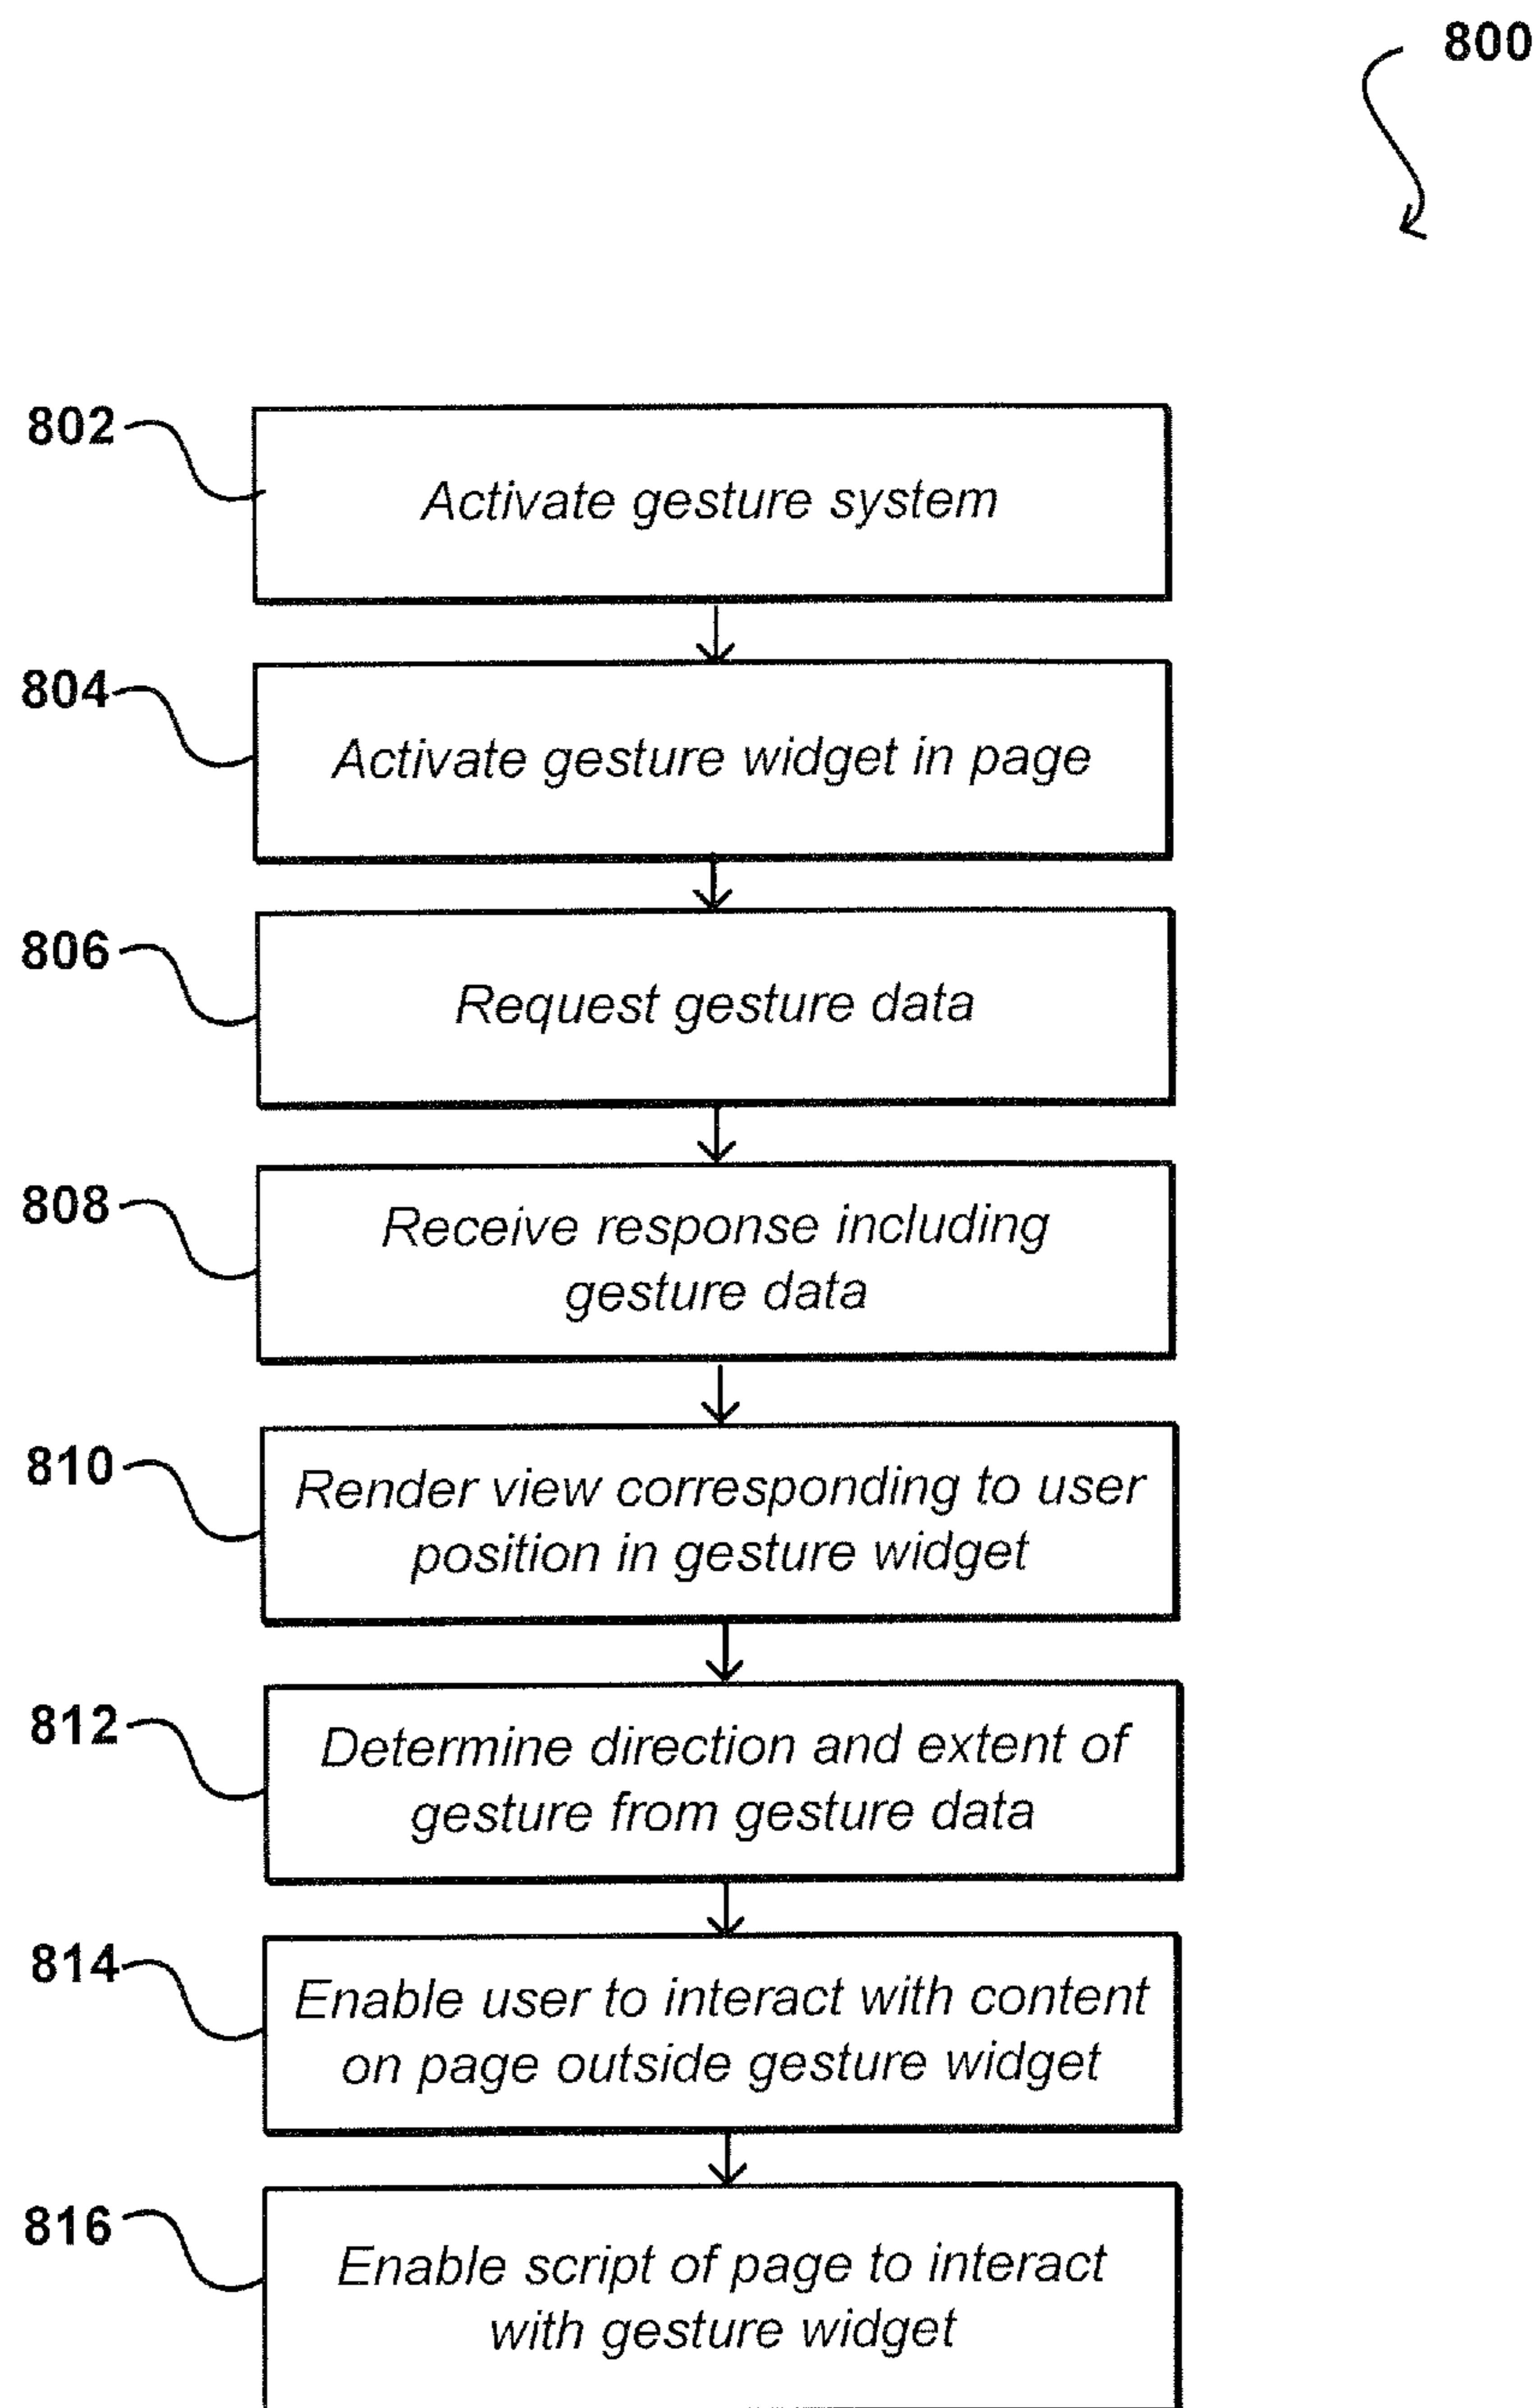 800
802
Activate gesture system
804
Activate gesture widget in page
806
Request gesture data
808
Receive response including
gesture data
810
Render view corresponding to user
position in gesture widget
812
Determine direction and extent of
gesture from gesture data
814
Enable user to interact with content
on page outside gesture widget
816
Enable script of page to interact
with gesture widget